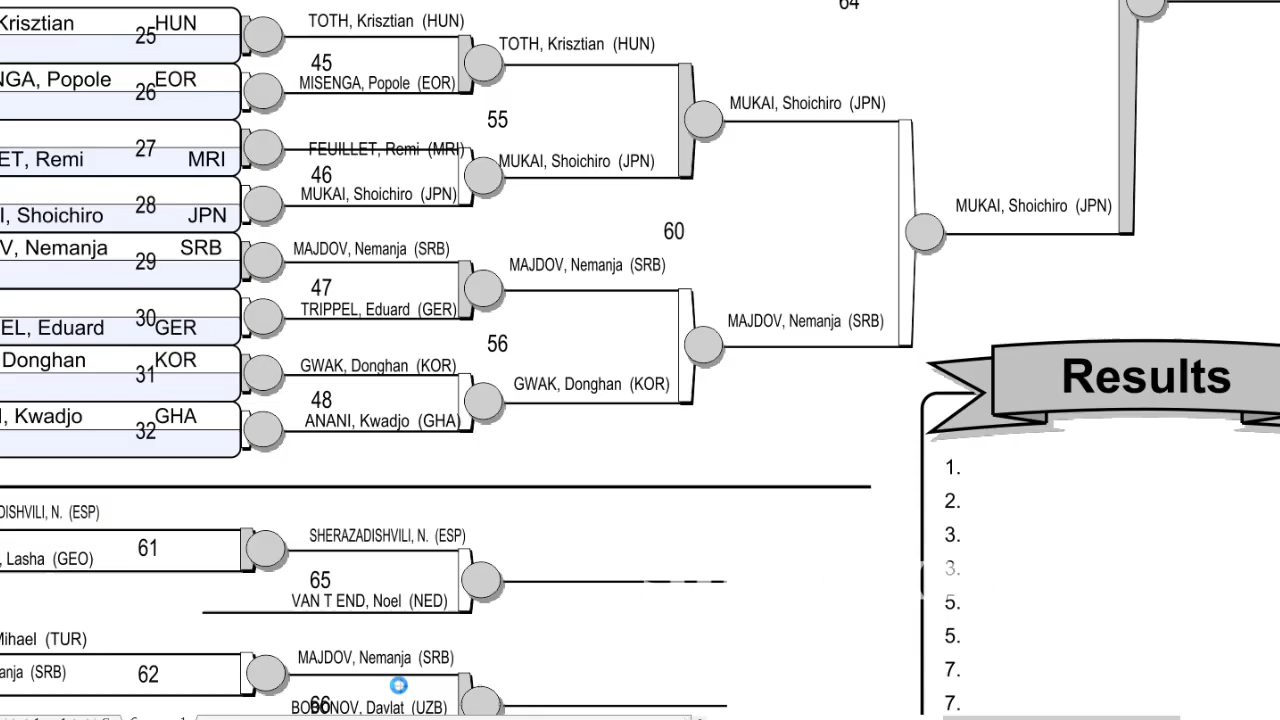 64
Krisztian HUN
25
TOTH, Krisztian (HUN)
TOTH, Krisztian (HUN)
45
NGA, Popole EOR
26
MISENGA, Popole (EOR)
MUKAI, Shoichiro (JPN)
55
27
FEUILLET, Remi (MRI)
ET, Remi MRI
MUKAI, Shoichiro (JPN)
46
28
MUKAI, Shoichiro (JPN)
I, Shoichiro JPN
MUKAI, Shoichiro (JPN)
60
V, Nemanja SRB
29
MAJDOV, Nemanja (SRB)
MAJDOV, Nemanja (SRB)
47
30
TRIPPEL, Eduard (GER)
EL, Eduard GER
MAJDOV, Nemanja (SRB)
56
Donghan KOR
31
GWAK, Donghan (KOR)
GWAK, Donghan (KOR)
48
I, Kwadjo GHA
32
ANANI, Kwadjo (GHA)
Results
1.
2.
3.
3.
5.
5.
7.
7.
DISHVILI, N. (ESP)
61
, Lasha (GEO)
SHERAZADISHVILI, N. (ESP)
65
VAN T END, Noel (NED)
Mihael (TUR)
62
anja (SRB)
MAJDOV, Nemanja (SRB)
66
BOBONOV, Davlat (UZB)